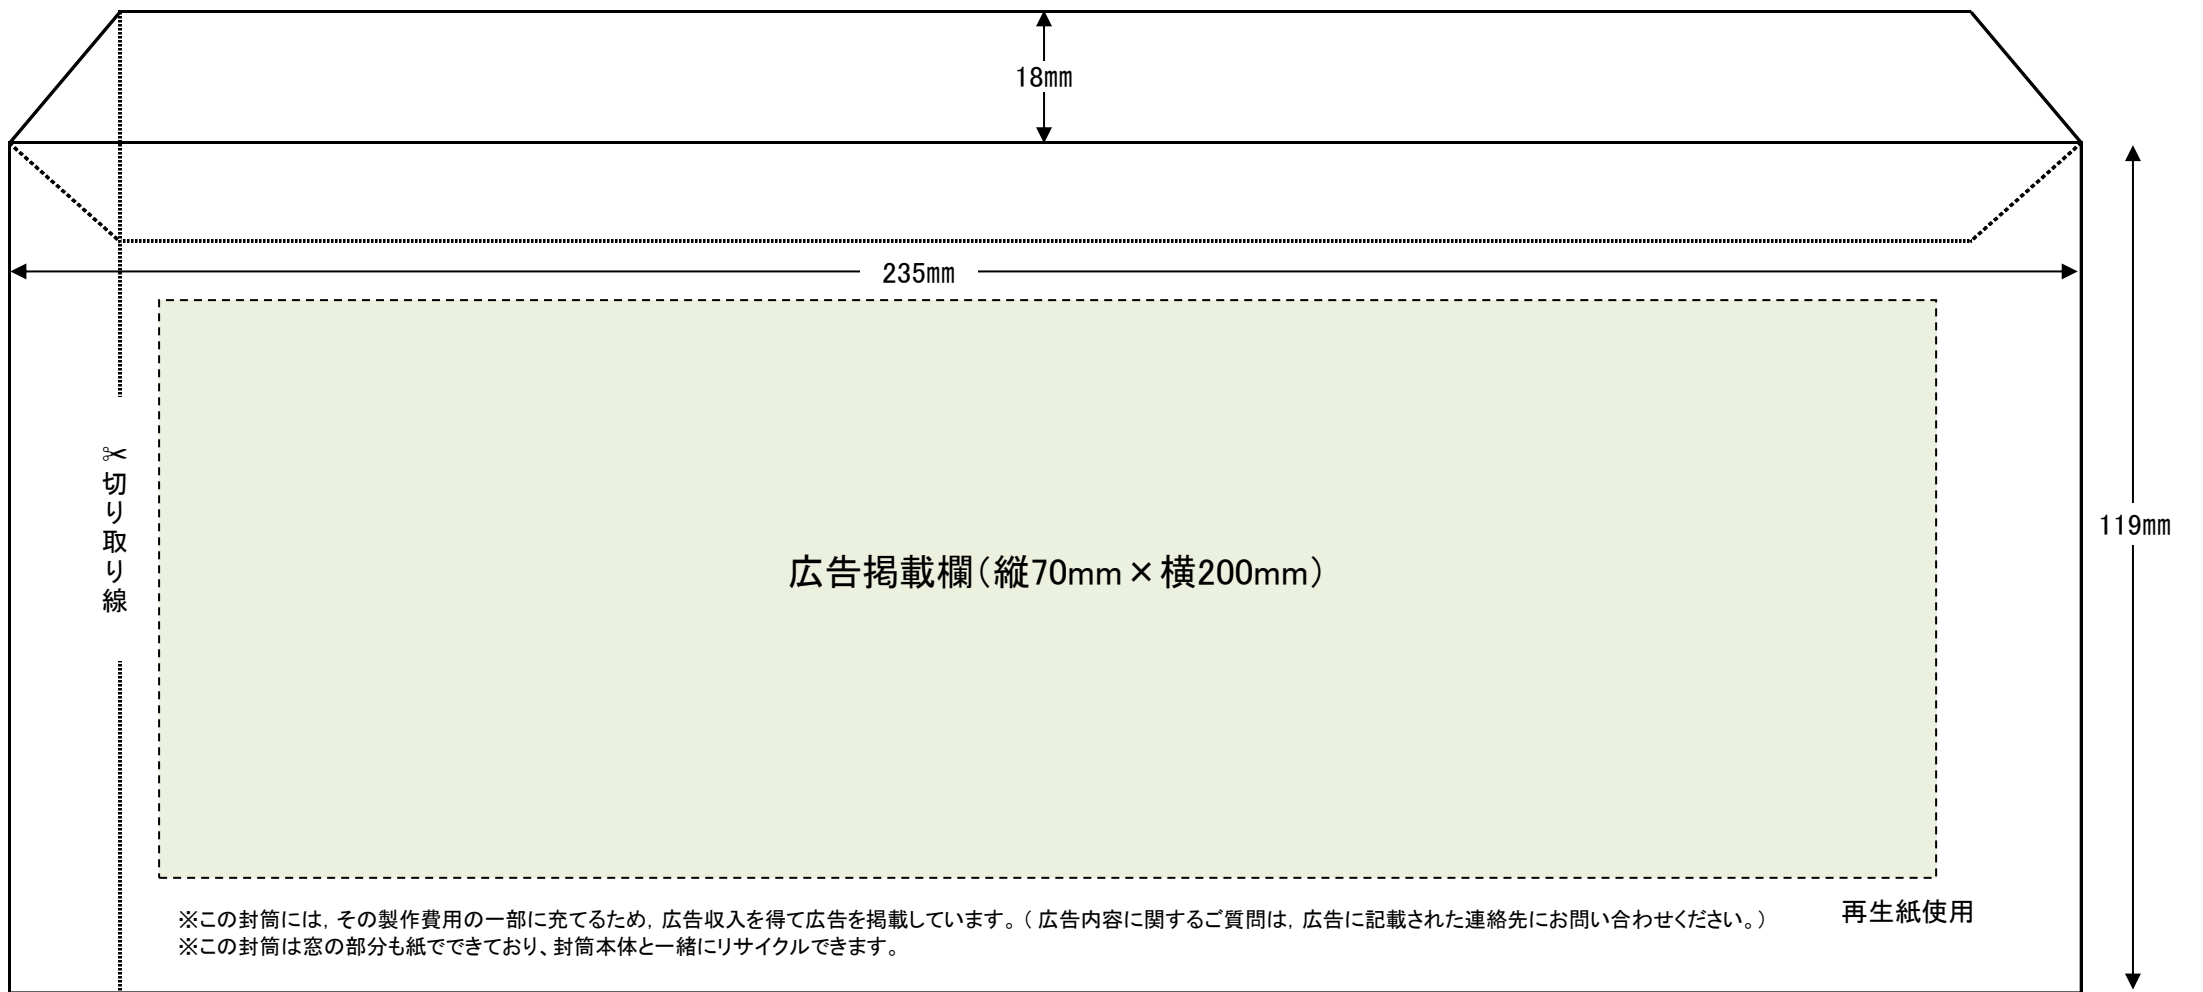 18mm
235mm
✂切り取り線
119mm
広告掲載欄（縦70mm×横200mm）
※この封筒には，その製作費用の一部に充てるため，広告収入を得て広告を掲載しています。（広告内容に関するご質問は，広告に記載された連絡先にお問い合わせください。）
再生紙使用
※この封筒は窓の部分も紙でできており、封筒本体と一緒にリサイクルできます。